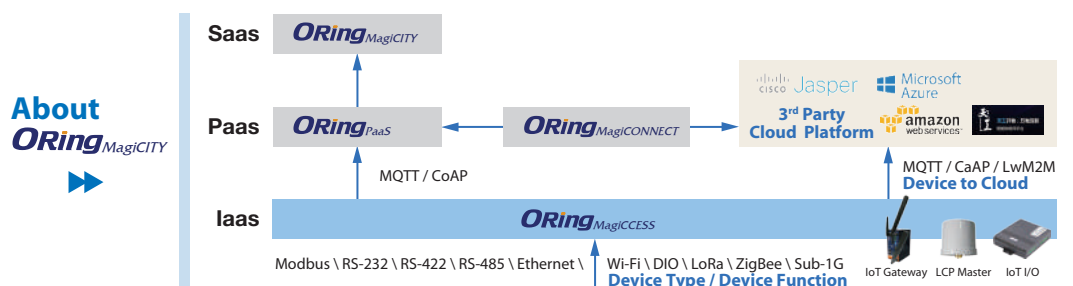 About
ORing MagiCITY
Saas
ORing MagiCITY
Paas
ORing PaaS
ORing MagiCONNECT
CISCO Jasper
Microsoft Azure
3rd Party
Cloud Platform
amazon
web services™
MQTT / CoAP
MQTT / CaAP / LwM2M
Device to Cloud
Iaas
ORing MagiCCESS
Modbus \ RS-232 \ RS-422 \ RS-485 \ Ethernet \
Wi-Fi \ DIO \ LoRa \ ZigBee \ Sub-1G
Device Type / Device Function
IoT Gateway
LCP Master
IoT I/O